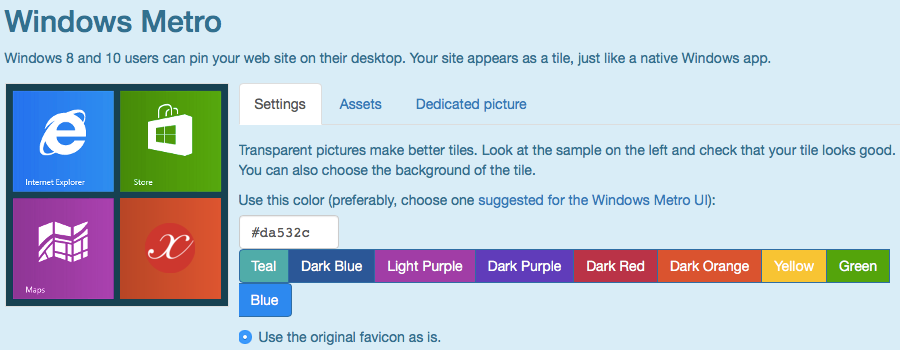 Windows Metro
Windows 8 and 10 users can pin your web site on their desktop. Your site appears as a tile, just like a native Windows app.
Internet Explorer
Store
Maps
x
Settings
Assets
Dedicated picture
Transparent pictures make better tiles. Look at the sample on the left and check that your tile looks good.
You can also choose the background of the tile.
Use this color (preferably, choose one suggested for the Windows Metro UI):
#da532c
Teal
Dark Blue
Light Purple
Dark Purple
Dark Red
Dark Orange
Yellow
Green
Blue
Use the original favicon as is.